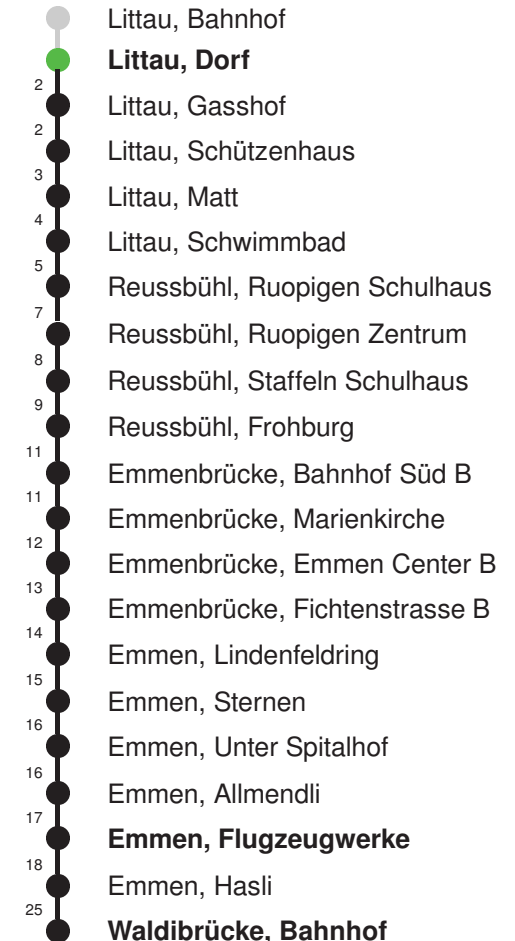 Littau, Bahnhof
Littau, Dorf
2
Littau, Gasshof
2
Littau, Schützenhaus
3
Littau, Matt
4
Littau, Schwimmbad
5
Reussbühl, Ruopigen Schulhaus
7
Reussbühl, Ruopigen Zentrum
8
Reussbühl, Staffeln Schulhaus
9
Reussbühl, Frohburg
11
Emmenbrücke, Bahnhof Süd B
11
Emmenbrücke, Marienkirche
12
Emmenbrücke, Emmen Center B
13
Emmenbrücke, Fichtenstrasse B
14
Emmen, Lindenfeldring
15
Emmen, Sternen
16
Emmen, Unter Spitalhof
16
Emmen, Allmendli
17
Emmen, Flugzeugwerke
18
Emmen, Hasli
25
Waldibrücke, Bahnhof